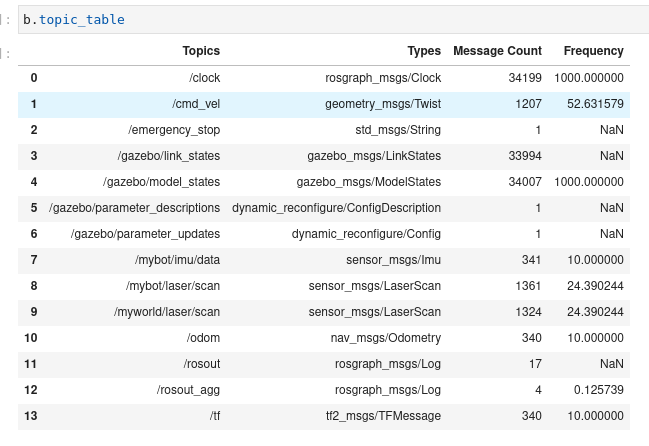 ]: b.topic_table
]:
Topics Types Message Count Frequency
0 /clock rosgraph_msgs/Clock 34199 1000.000000
1 /cmd_vel geometry_msgs/Twist 1207 52.631579
2 /emergency_stop std_msgs/String 1 NaN
3 /gazebo/link_states gazebo_msgs/LinkStates 33994 NaN
4 /gazebo/model_states gazebo_msgs/ModelStates 34007 1000.000000
5 /gazebo/parameter_descriptions dynamic_reconfigure/ConfigDescription 1 NaN
6 /gazebo/parameter_updates dynamic_reconfigure/Config 1 NaN
7 /mybot/imu/data sensor_msgs/Imu 341 10.000000
8 /mybot/laser/scan sensor_msgs/LaserScan 1361 24.390244
9 /myworld/laser/scan sensor_msgs/LaserScan 1324 24.390244
10 /odom nav_msgs/Odometry 340 10.000000
11 /rosout rosgraph_msgs/Log 17 NaN
12 /rosout_agg rosgraph_msgs/Log 4 0.125739
13 /tf tf2_msgs/TFMessage 340 10.000000